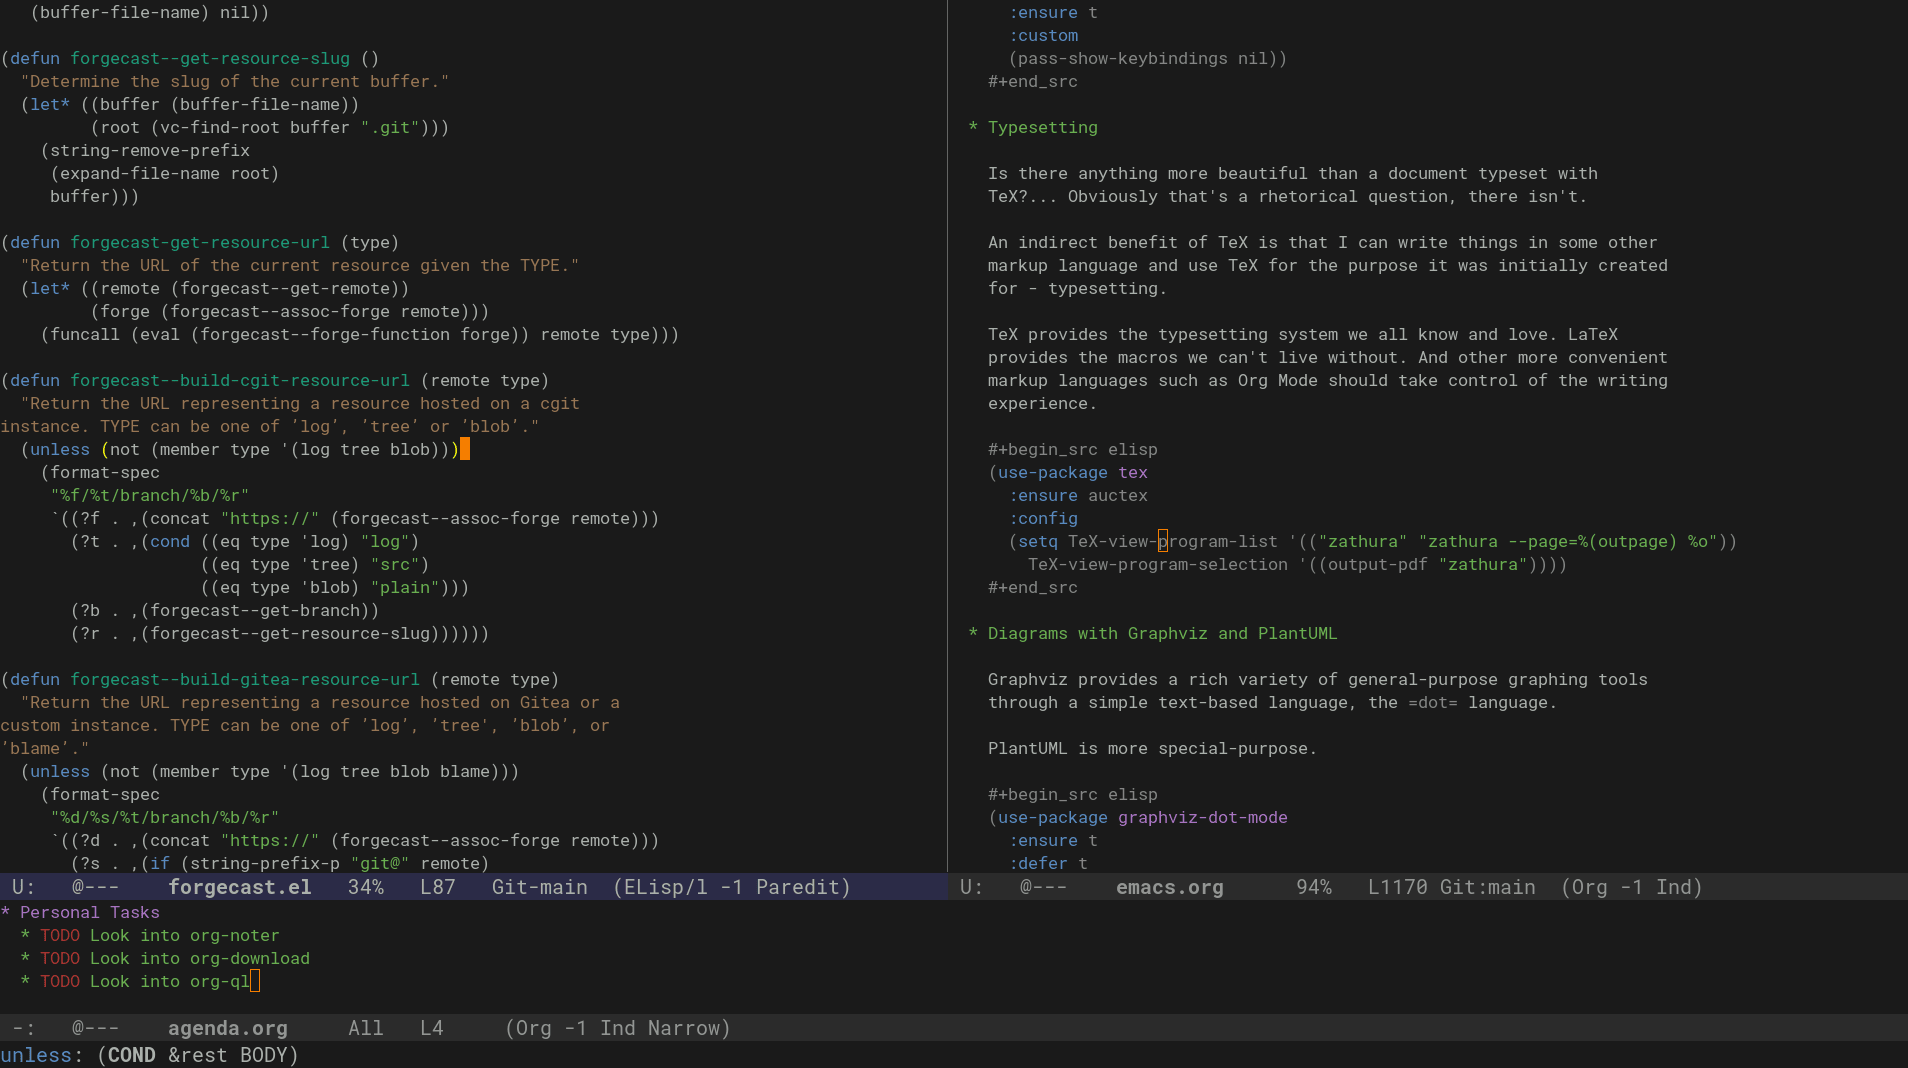 (buffer-file-name) nil))

(defun forgecast--get-resource-slug ()
  "Determine the slug of the current buffer."
  (let* ((buffer (buffer-file-name))
         (root (vc-find-root buffer ".git")))
    (string-remove-prefix
     (expand-file-name root)
     buffer)))

(defun forgecast-get-resource-url (type)
  "Return the URL of the current resource given the TYPE."
  (let* ((remote (forgecast--get-remote))
         (forge (forgecast--assoc-forge remote)))
    (funcall (eval (forgecast--forge-function forge)) remote type)))

(defun forgecast--build-cgit-resource-url (remote type)
  "Return the URL representing a resource hosted on a cgit
instance. TYPE can be one of ’log’, ’tree’ or ’blob’."
  (unless (not (member type '(log tree blob)))
    (format-spec
     "%f/%t/branch/%b/%r"
     `((?f . ,(concat "https://" (forgecast--assoc-forge remote)))
       (?t . ,(cond ((eq type 'log) "log")
                    ((eq type 'tree) "src")
                    ((eq type 'blob) "plain")))
       (?b . ,(forgecast--get-branch))
       (?r . ,(forgecast--get-resource-slug))))))

(defun forgecast--build-gitea-resource-url (remote type)
  "Return the URL representing a resource hosted on Gitea or a
custom instance. TYPE can be one of ’log’, ’tree', ’blob’, or
’blame’."
  (unless (not (member type '(log tree blob blame)))
    (format-spec
     "%d/%s/%t/branch/%b/%r"
     `((?d . ,(concat "https://" (forgecast--assoc-forge remote)))
       (?s . ,(if (string-prefix-p "git@" remote)
U:   @---    forgecast.el   34%   L87   Git-main  (ELisp/l -1 Paredit)
    :ensure t
    :custom
    (pass-show-keybindings nil))
  #+end_src

* Typesetting

  Is there anything more beautiful than a document typeset with
  TeX?... Obviously that's a rhetorical question, there isn't.

  An indirect benefit of TeX is that I can write things in some other
  markup language and use TeX for the purpose it was initially created
  for - typesetting.

  TeX provides the typesetting system we all know and love. LaTeX
  provides the macros we can't live without. And other more convenient
  markup languages such as Org Mode should take control of the writing
  experience.

  #+begin_src elisp
  (use-package tex
    :ensure auctex
    :config
    (setq TeX-view-program-list '(("zathura" "zathura --page=%(outpage) %o"))
      TeX-view-program-selection '((output-pdf "zathura"))))
  #+end_src

* Diagrams with Graphviz and PlantUML

  Graphviz provides a rich variety of general-purpose graphing tools
  through a simple text-based language, the =dot= language.

  PlantUML is more special-purpose.

  #+begin_src elisp
  (use-package graphviz-dot-mode
    :ensure t
    :defer t
U:   @---    emacs.org      94%   L1170 Git:main  (Org -1 Ind)
* Personal Tasks
  * TODO Look into org-noter
  * TODO Look into org-download
  * TODO Look into org-ql
-:   @---    agenda.org     All   L4     (Org -1 Ind Narrow)
unless: (COND &rest BODY)